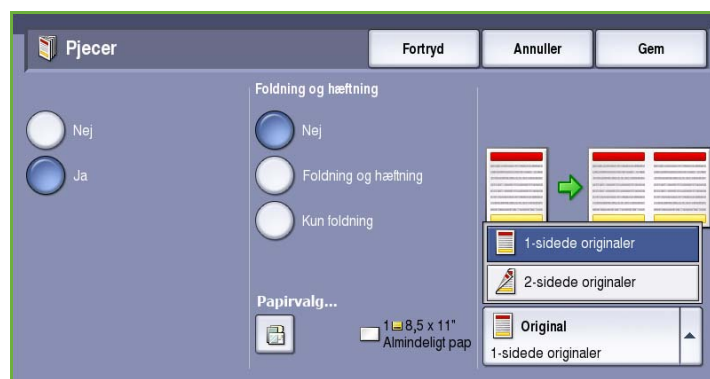 Pjecer
Fortryd
Annuller
Gem
Nej
Ja
Foldning og hæftning
Nej
Foldning og hæftning
Kun foldning
Papirvalg...
1 8,5 x 11"
Almindeligt pap
1-sidede originaler
2-sidede originaler
Original
1-sidede originaler